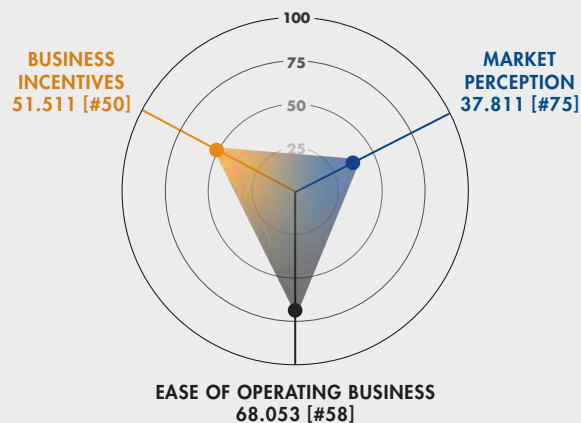 100
75
50
25
BUSINESS
INCENTIVES
51.511 [#50]
MARKET
PERCEPTION
37.811 [#75]
EASE OF OPERATING BUSINESS
68.053 [#58]